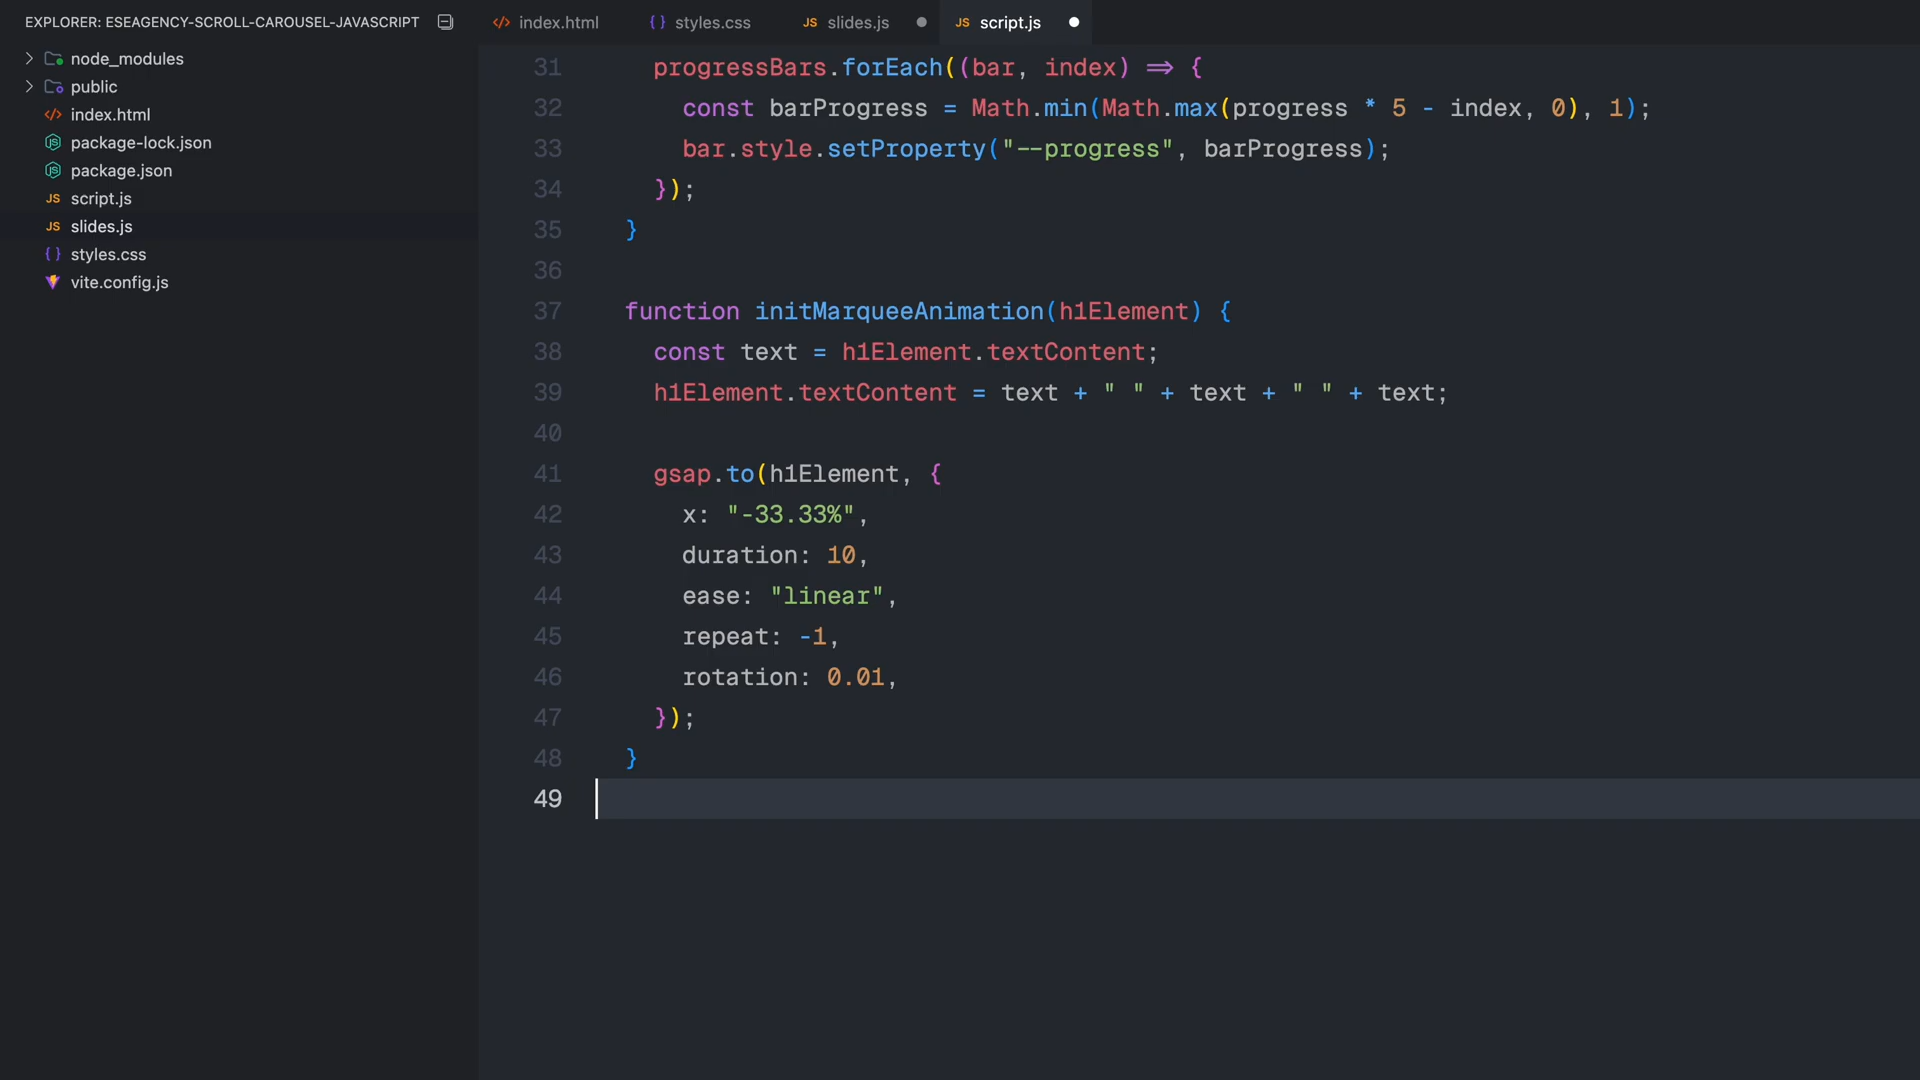 EXPLORER: ESEAGENCY-SCROLL-CAROUSEL-JAVASCRIPT
node_modules
public
index.html
package-lock.json
package.json
script.js
slides.js
styles.css
vite.config.js
index.html
styles.css
JS slides.js
JS script.js
31 progressBars.forEach((bar, index) => {
32 const barProgress = Math.min(Math.max(progress * 5 - index, 0), 1);
33 bar.style.setProperty("--progress", barProgress);
34 });
35 }
36
37 function initMarqueeAnimation(h1Element) {
38 const text = h1Element.textContent;
39 h1Element.textContent = text + " " + text + " " + text;
40
41 gsap.to(h1Element, {
42 x: "-33.33%",
43 duration: 10,
44 ease: "linear",
45 repeat: -1,
46 rotation: 0.01,
47 });
48 }
49